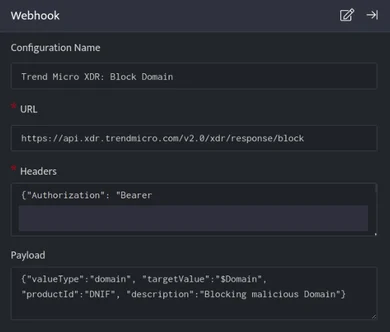 Webhook
Configuration Name
Trend Micro XDR: Block Domain
* URL
https://api.xdr.trendmicro.com/v2.0/xdr/response/block
* Headers
{"Authorization": "Bearer
Payload
{"valueType":"domain", "targetValue":"$Domain",
"productId":"DNIF", "description":"Blocking malicious Domain"}